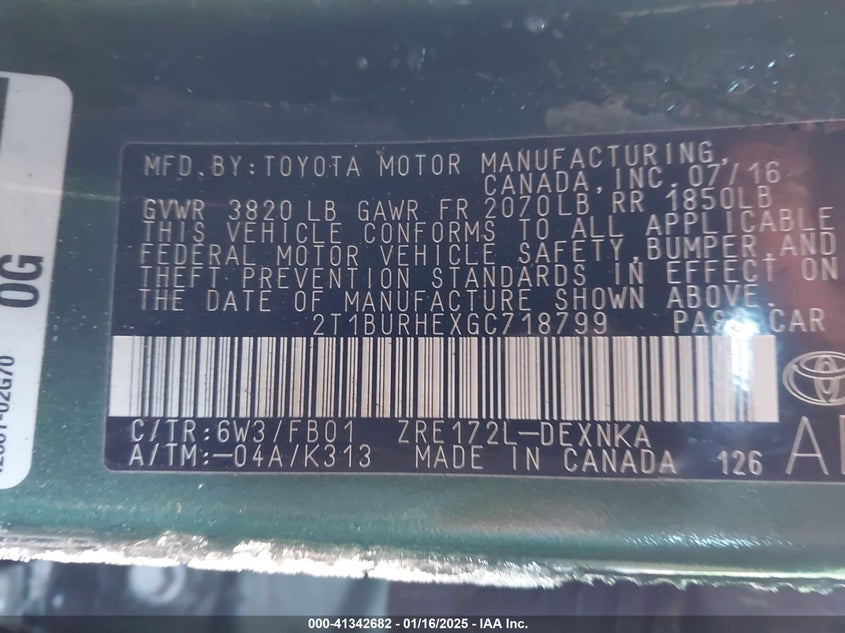 MFD.BY:TOYOTA MOTOR MANUFACTURING,
CANADA,INC. 07/16
GVWR 3820 LB GAWR FR 2070LB RR 1850LB
THIS VEHICLE CONFORMS TO ALL APPLICABLE
FEDERAL MOTOR VEHICLE SAFETY,BUMPER,AND
THEFT PREVENTION STANDARDS IN EFFECT ON
THE DATE OF MANUFACTURE SHOWN ABOVE.
2T1BURHEXGC718799 PASS.CAR
C/TR:6W3/FB01 ZRE172L-DEXNKA
A/TM:-04A/K313 MADE IN CANADA 126
0G
-02G70
000-41342682 - 01/16/2025 - IAA Inc.